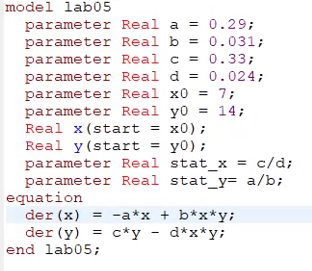 model lab05
  parameter Real a = 0.29;
  parameter Real b = 0.031;
  parameter Real c = 0.33;
  parameter Real d = 0.024;
  parameter Real x0 = 7;
  parameter Real y0 = 14;
  Real x(start = x0);
  Real y(start = y0);
  parameter Real stat_x = c/d;
  parameter Real stat_y= a/b;
equation
  der(x) = -a*x + b*x*y;
  der(y) = c*y - d*x*y;
end lab05;